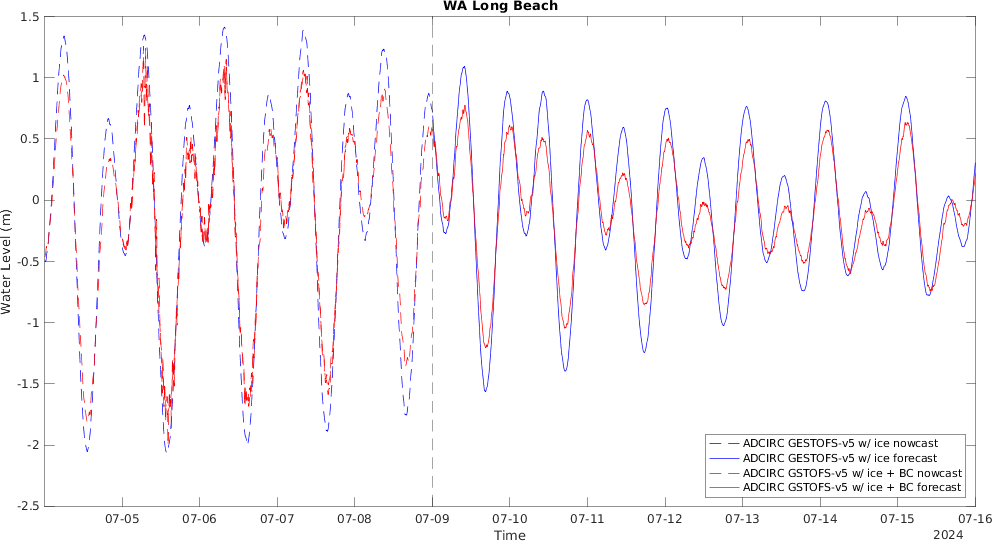 WA Long Beach
1.5
1
0.5
0
-0.5
-1
-1.5
-2
-2.5
Water Level (m)
07-05 07-06 07-07 07-08 07-09 07-10 07-11 07-12 07-13 07-14 07-15 07-16
Time
2024
ADCIRC GESTOFS-v5 w/ ice nowcast
ADCIRC GESTOFS-v5 w/ ice forecast
ADCIRC GSTOFS-v5 w/ ice + BC nowcast
ADCIRC GSTOFS-v5 w/ ice + BC forecast